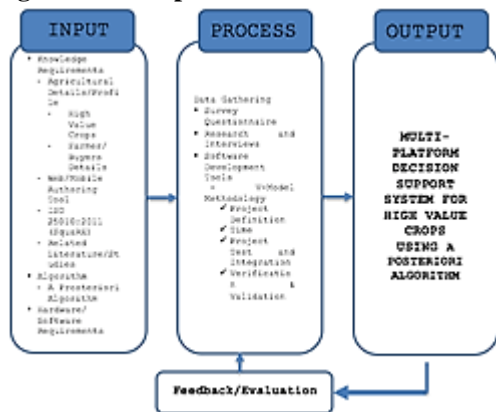 INPUT
Knowledge
Requirements
Agricultural
Details/Profi
le
High
Value
Crops
Farmer/
Buyers
Details
Web/Mobile
Authoring
Tool
ISO
25010:2011
(SQuaRE)
Related
Literature/St
udies
Algorithm
A Prosteriori
Algorithm
Hardware/
Software
Requirements
PROCESS
Data Gathering
Survey
Questionnaire
Research and
Interviews
Software
Development
Tools
V-Model
Methodology
✓ Project
Definition
✓ Time
✓ Project
Test and
Integration
✓ Verificatio
n &
Validation
OUTPUT
MULTI-
PLATFORM
DECISION
SUPPORT
SYSTEM FOR
HIGH VALUE
CROPS
USING A
POSTERIORI
ALGORITHM
Feedback/Evaluation